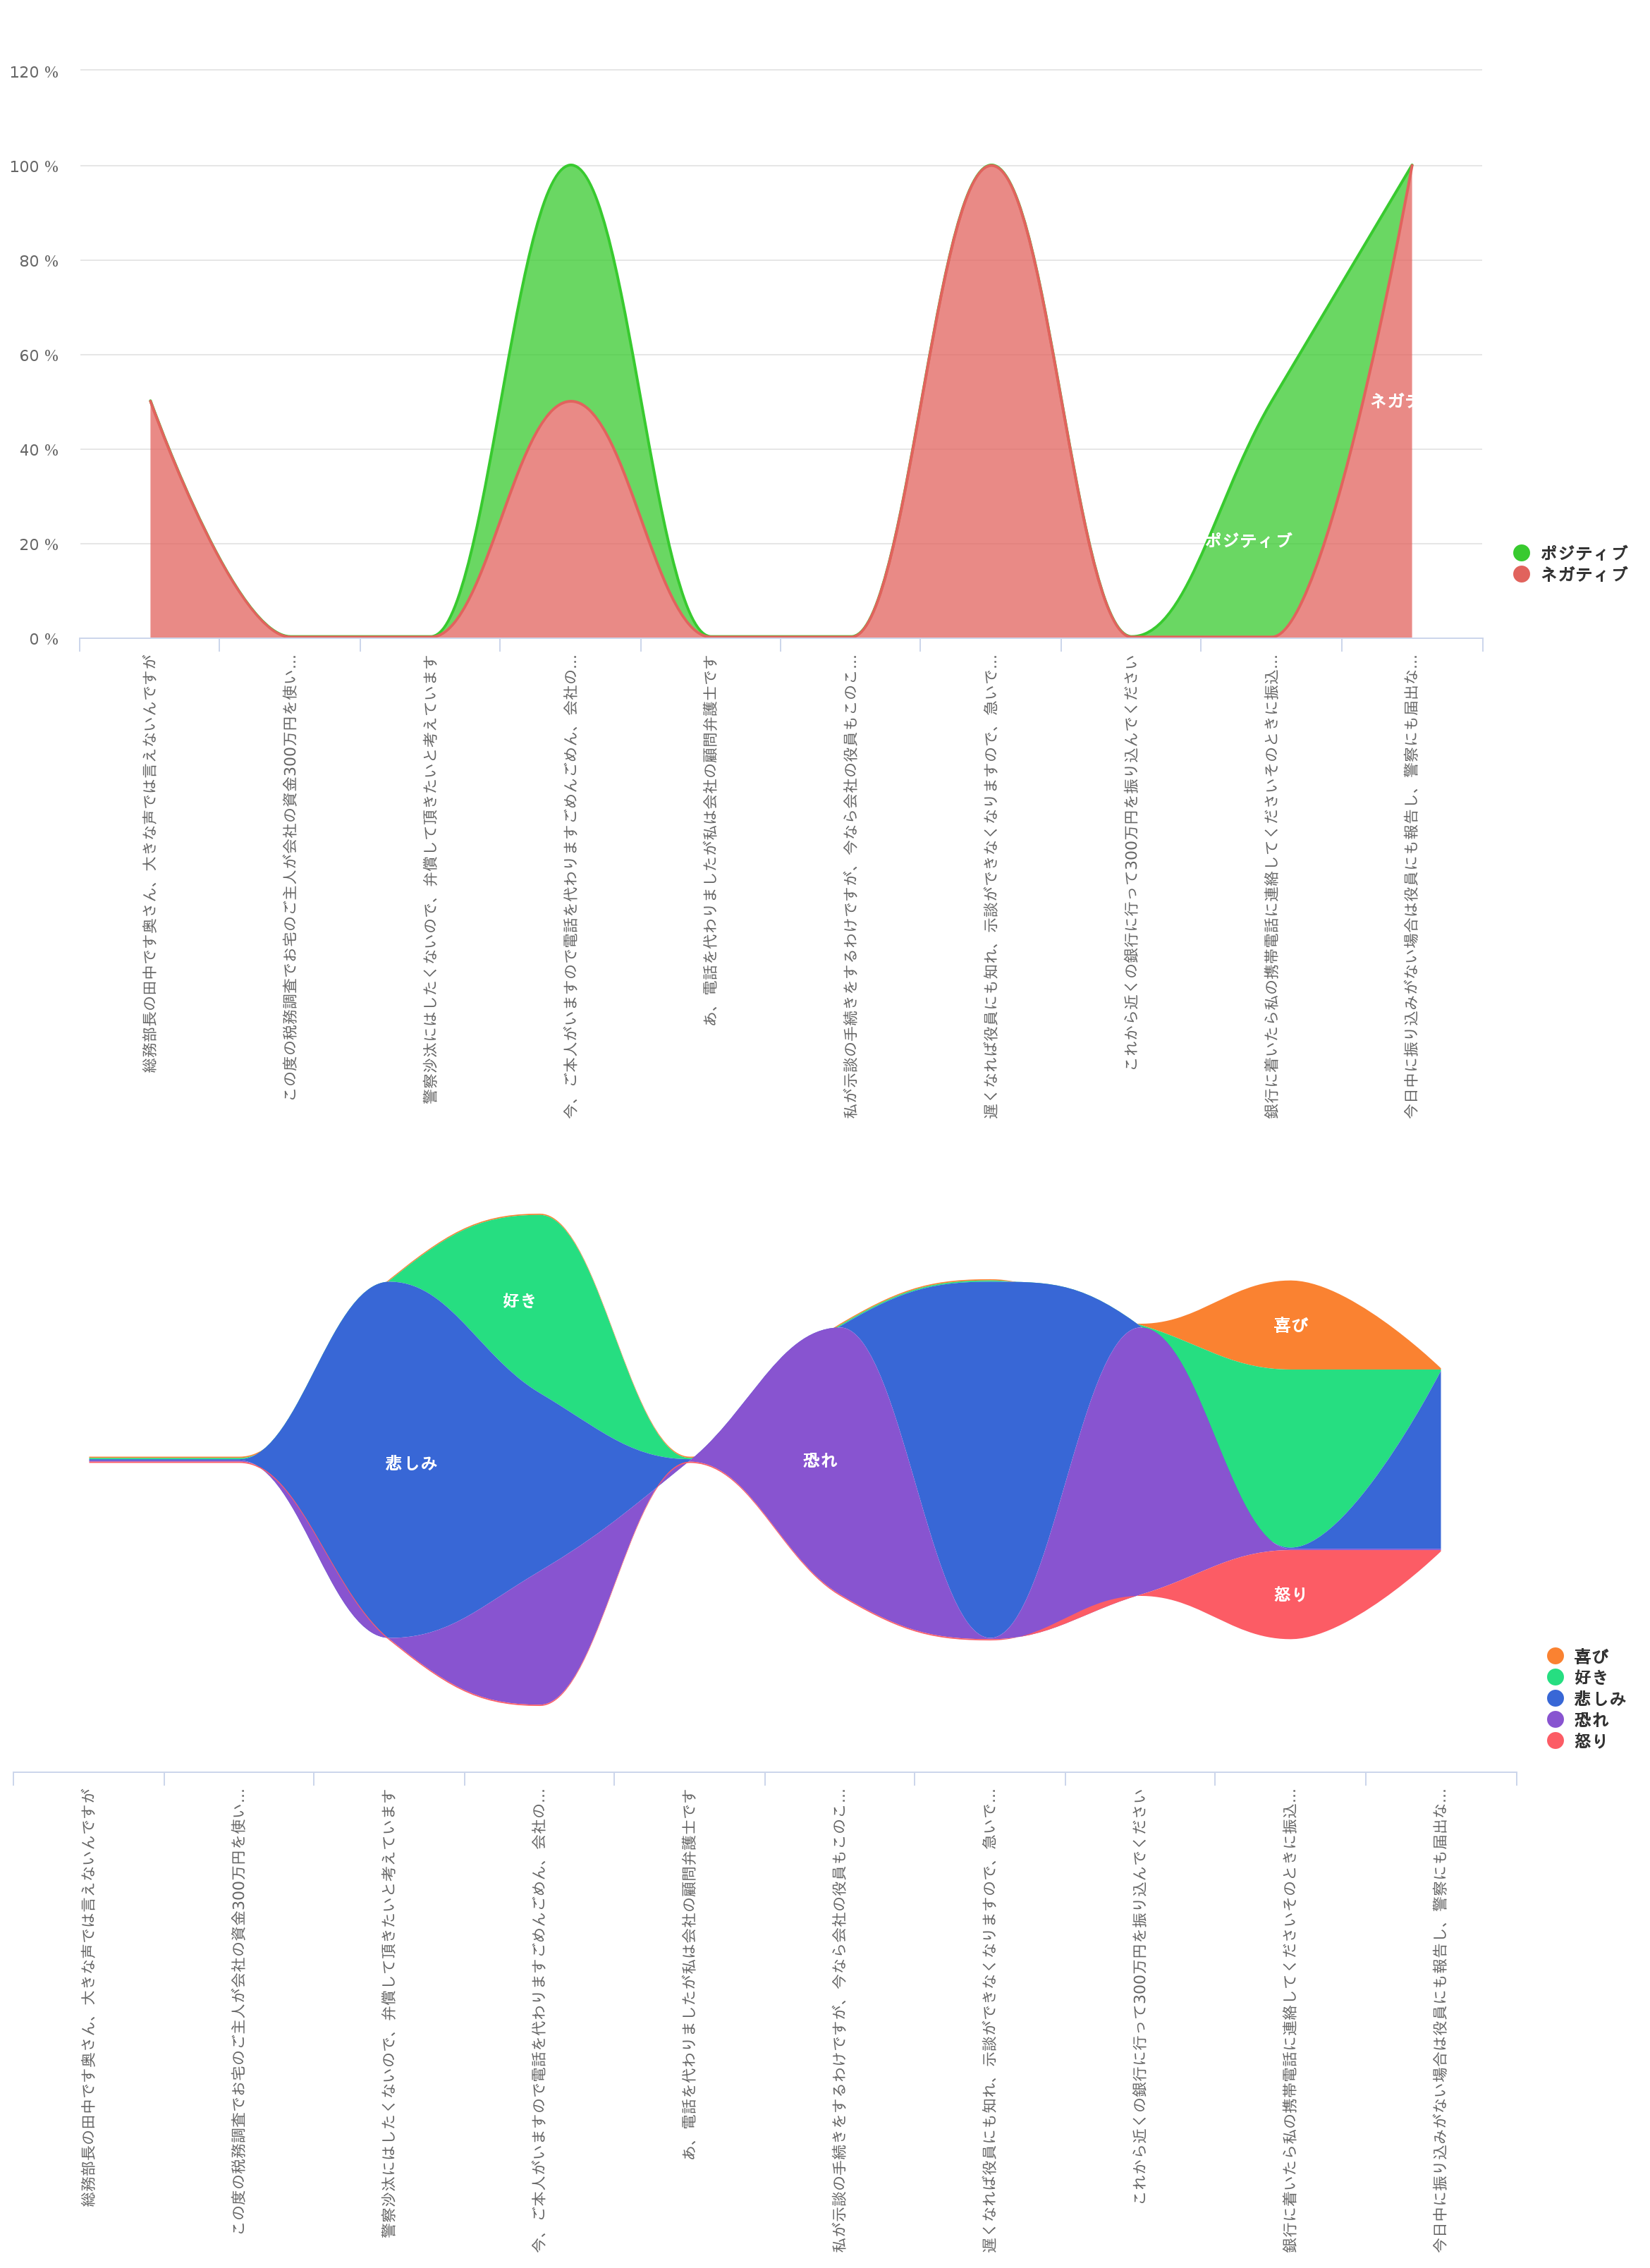 120 %
100 %
80 %
60 %
40 %
20 %
0 %
ネガテ
ポジティブ
ポジティブ
ネガティブ
総務部長の田中です奥さん、大きな声では言えないんですが
この度の税務調査でお宅のご主人が会社の資金300万円を使い…
警察沙汰にはしたくないので、弁償して頂きたいと考えています
今、ご本人がいますので電話を代わりますごめんごめん、会社の…
あ、電話を代わりましたが私は会社の顧問弁護士です
私が示談の手続きをするわけですが、今なら会社の役員もこのこ…
遅くなれば役員にも知れ、示談ができなくなりますので、急いで…
これから近くの銀行に行って300万円を振り込んでください
銀行に着いたら私の携帯電話に連絡してくださいそのときに振込…
今日中に振り込みがない場合は役員にも報告し、警察にも届出な…
好き
喜び
悲しみ
恐れ
怒り
喜び
好き
悲しみ
恐れ
怒り
総務部長の田中です奥さん、大きな声では言えないんですが
この度の税務調査でお宅のご主人が会社の資金300万円を使い…
警察沙汰にはしたくないので、弁償して頂きたいと考えています
今、ご本人がいますので電話を代わりますごめんごめん、会社の…
あ、電話を代わりましたが私は会社の顧問弁護士です
私が示談の手続きをするわけですが、今なら会社の役員もこのこ…
遅くなれば役員にも知れ、示談ができなくなりますので、急いで…
これから近くの銀行に行って300万円を振り込んでください
銀行に着いたら私の携帯電話に連絡してくださいそのときに振込…
今日中に振り込みがない場合は役員にも報告し、警察にも届出な…